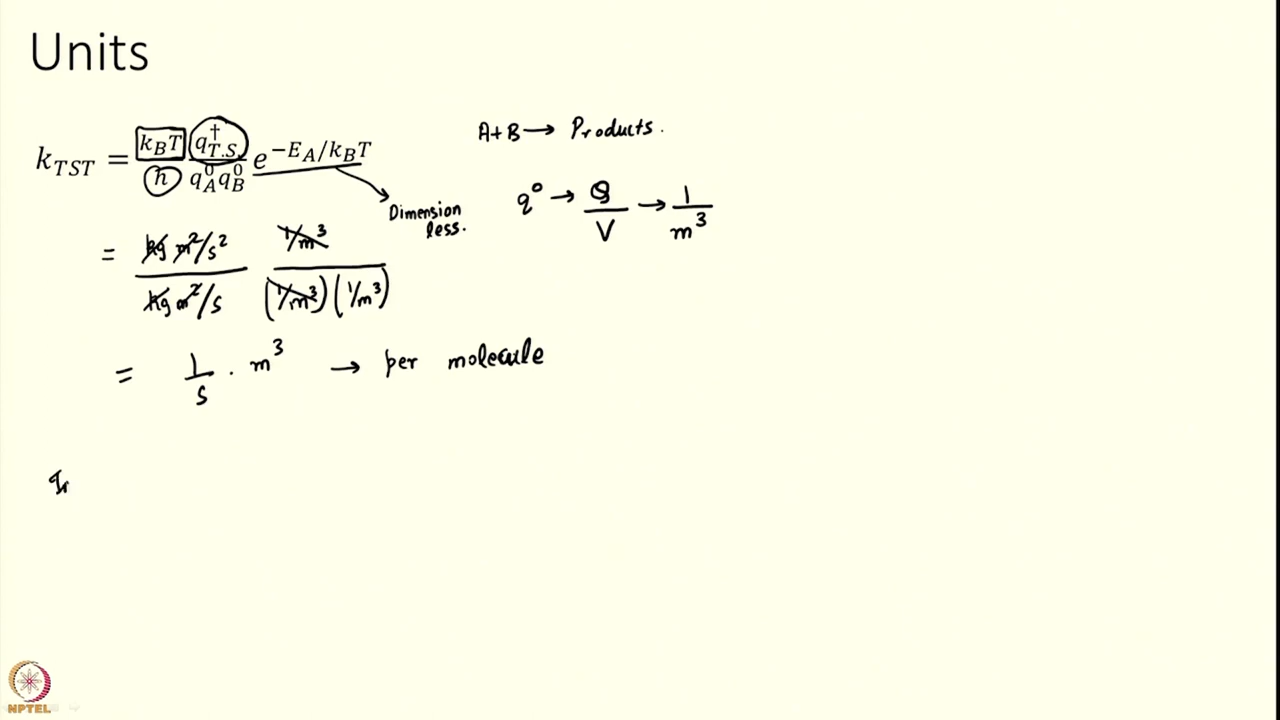 Units
k_TST = k_BT/h q‡_T.S./q⁰_A q⁰_B e^−E_A/k_BT
A+B → Products.
q⁰ → Q/V → 1/m³
Dimension less.
= kg m²/s² / kg m²/s (1/m³) / (1/m³)(1/m³)
= 1/s . m³ → per molecule
NPTEL